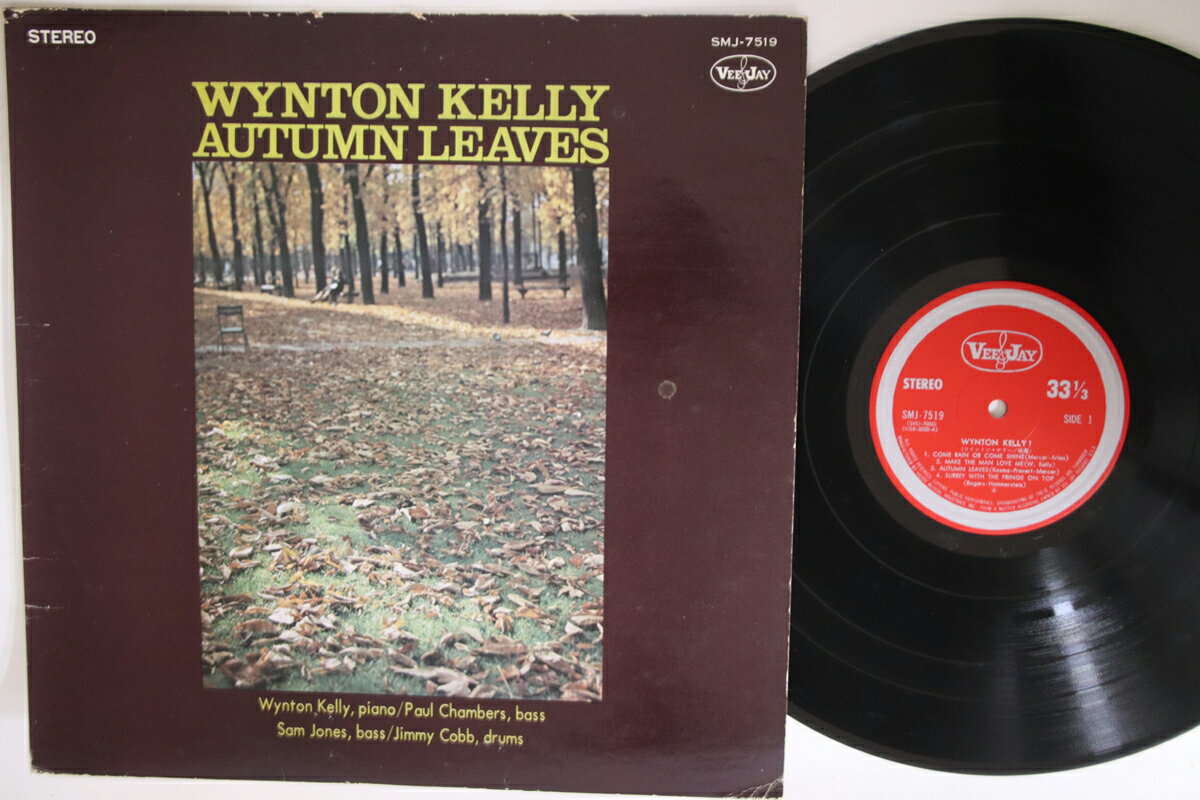 STEREO
SMJ-7519
VEE JAY
WYNTON KELLY
AUTUMN LEAVES
Wynton Kelly, piano/Paul Chambers, bass
Sam Jones, bass/Jimmy Cobb, drums
VEE JAY
STEREO
33⅓
SMJ-7519
SIDE 1
WYNTON KELLY!
1. COME RAIN OR COME SHINE(Mercer-Arlen)
2. MAKE THE MAN LOVE ME(W. Kelly)
3. AUTUMN LEAVES(Kosma-Prevert-Mercer)
4. SURREY WITH THE FRINGE ON TOP
(Rogers-Hammerstein)